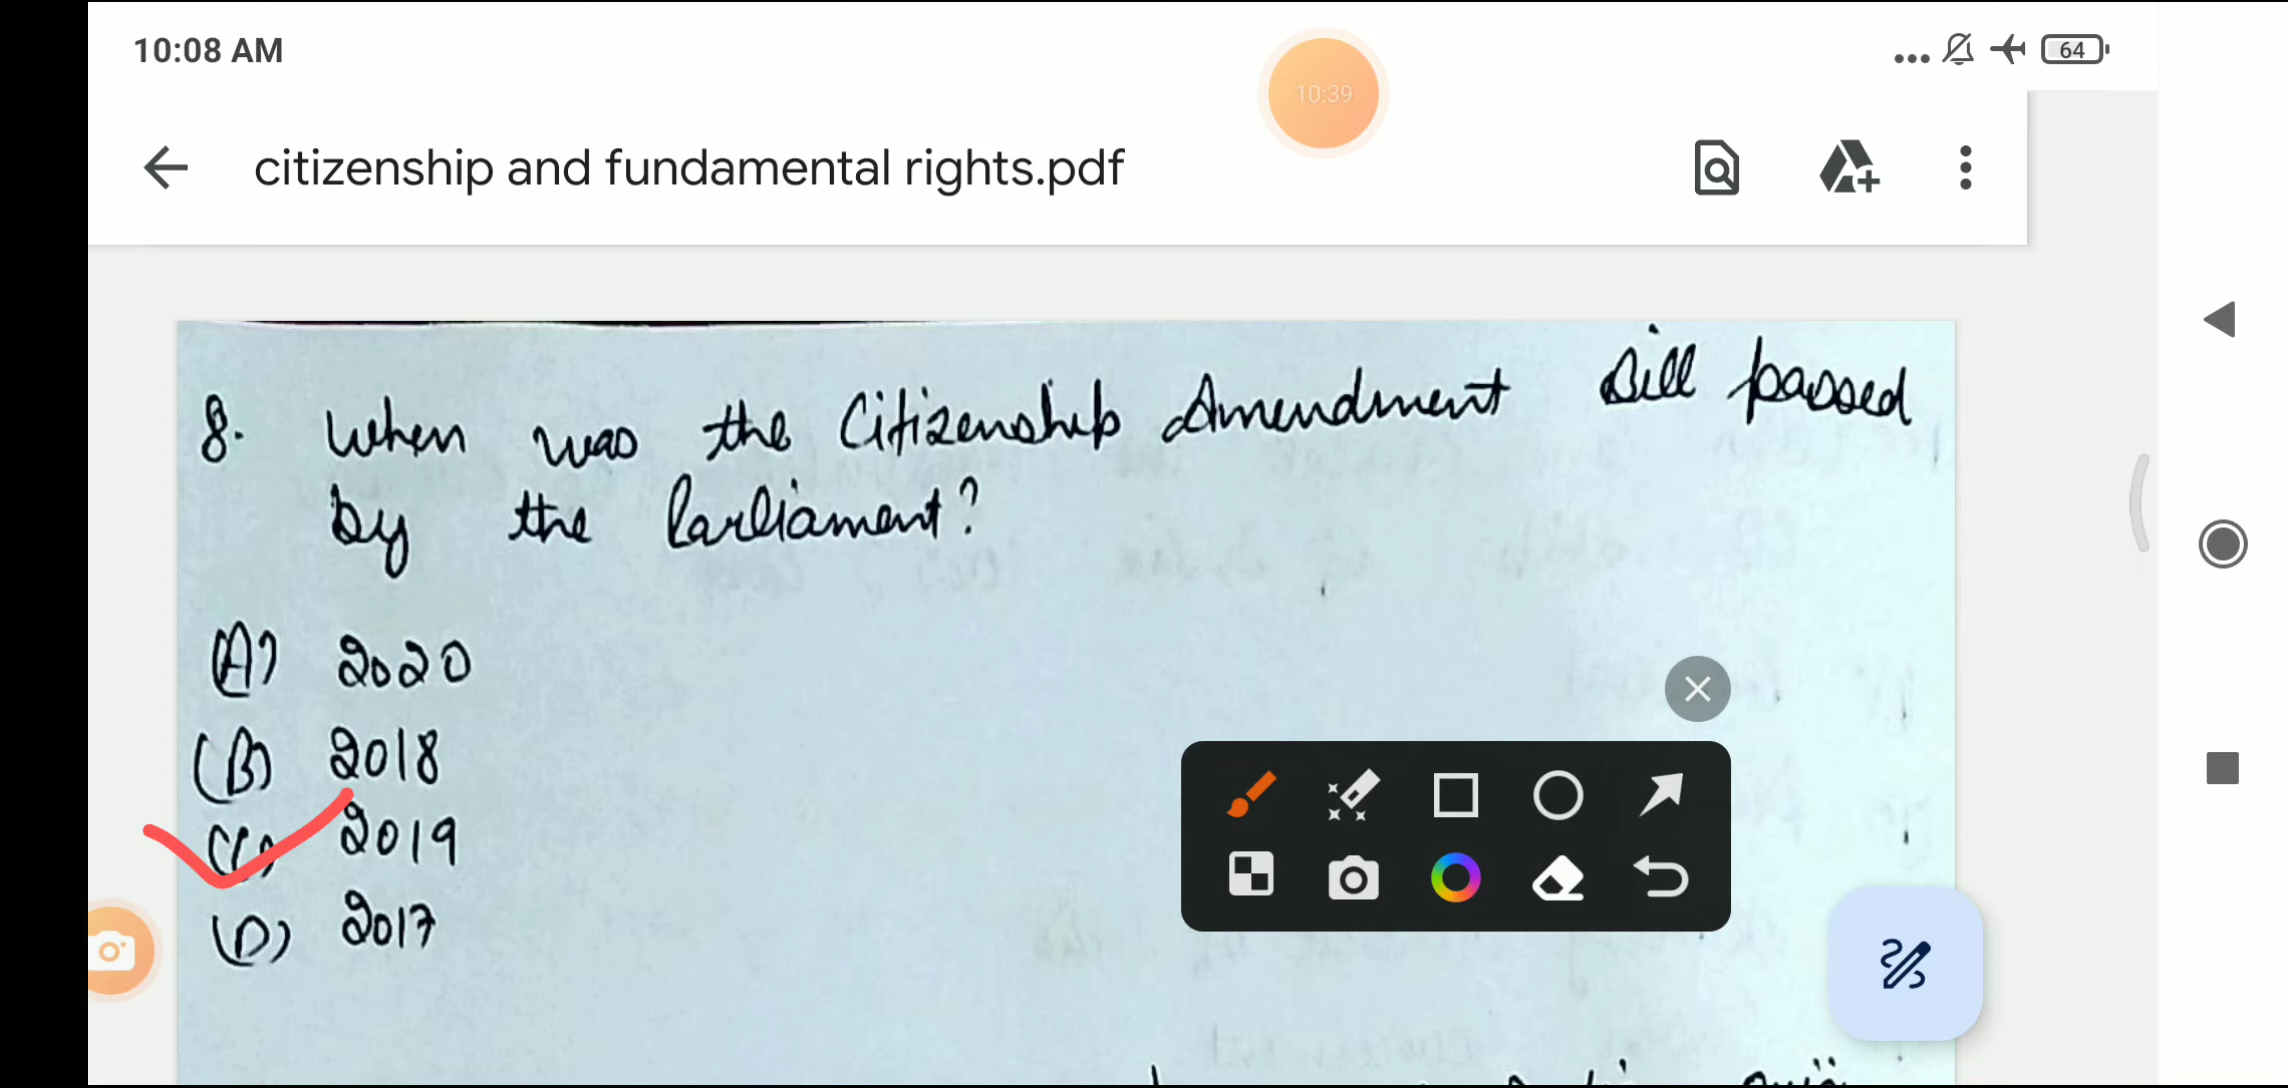 10:08 AM
10:39
64
citizenship and fundamental rights.pdf
8. When was the Citizenship Amendment Bill passed
by the Parliament?
(A) 2020
(B) 2018
(C) 2019
(D) 2017